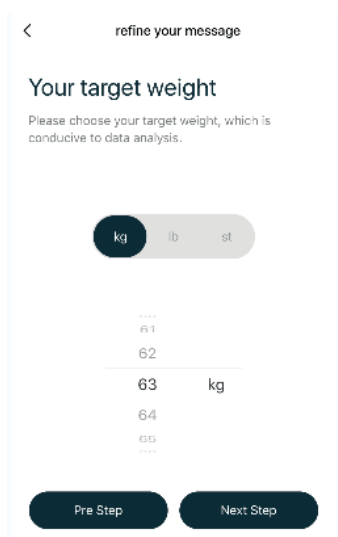 refine your message
Your target weight
Please choose your target weight, which is
conducive to data analysis.
kg lb st
61
62
63 kg
64
65
Pre Step Next Step